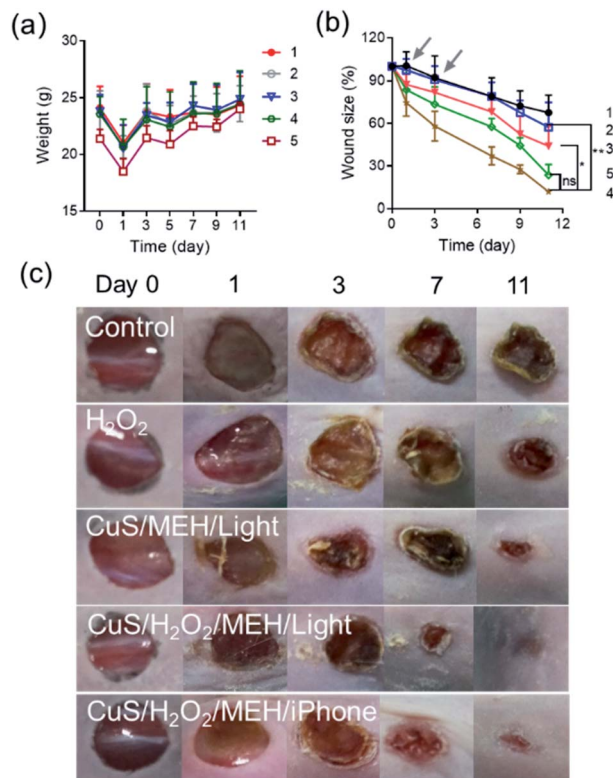 (a)
30
25
20
15
Weight (g)
0 1 3 5 7 9 11
Time (day)
1
2
3
4
5
(b)
120
90
60
30
0
Wound size (%)
0 3 6 9 12
Time (day)
1
2
3
5
4
ns
*
**
(c)
Day 0 1 3 7 11
Control
H₂O₂
CuS/MEH/Light
CuS/H₂O₂/MEH/Light
CuS/H₂O₂/MEH/iPhone